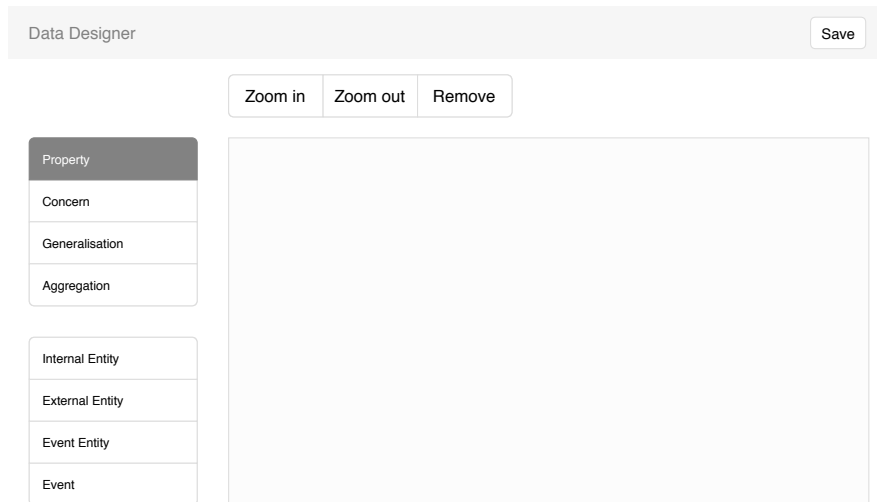 Data Designer
Save
Zoom in
Zoom out
Remove
Property
Concern
Generalisation
Aggregation
Internal Entity
External Entity
Event Entity
Event